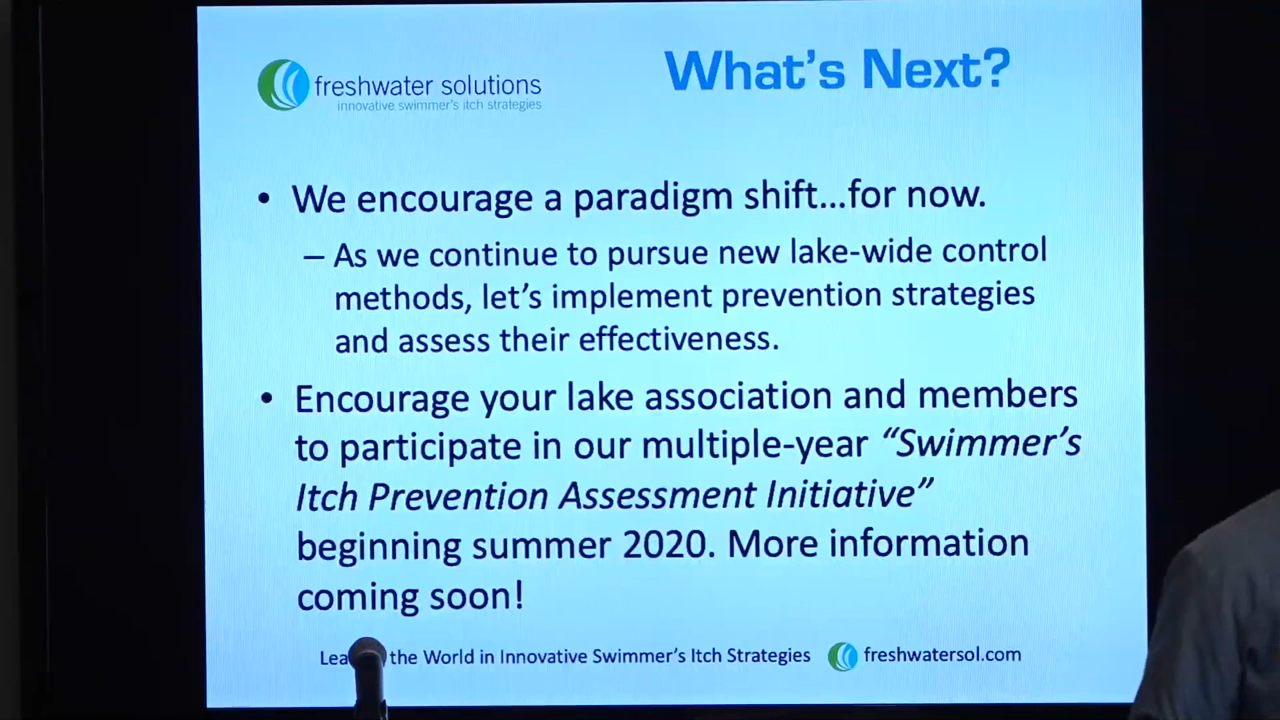 freshwater solutions
innovative swimmer's itch strategies
What's Next?
• We encourage a paradigm shift...for now.
– As we continue to pursue new lake-wide control
methods, let's implement prevention strategies
and assess their effectiveness.
• Encourage your lake association and members
to participate in our multiple-year “Swimmer's
Itch Prevention Assessment Initiative”
beginning summer 2020. More information
coming soon!
the World in Innovative Swimmer's Itch Strategies
freshwatersol.com